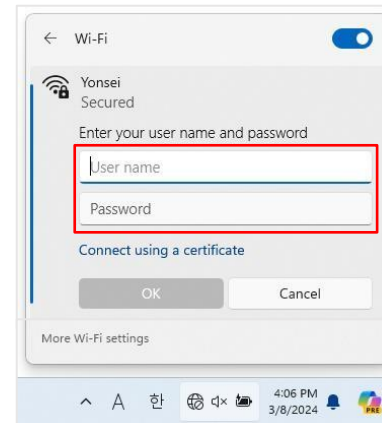 Wi-Fi
Yonsei
Secured
Enter your user name and password
User name
Password
Connect using a certificate
OK
Cancel
More Wi-Fi settings
A 한 4:06 PM
3/8/2024
PRE